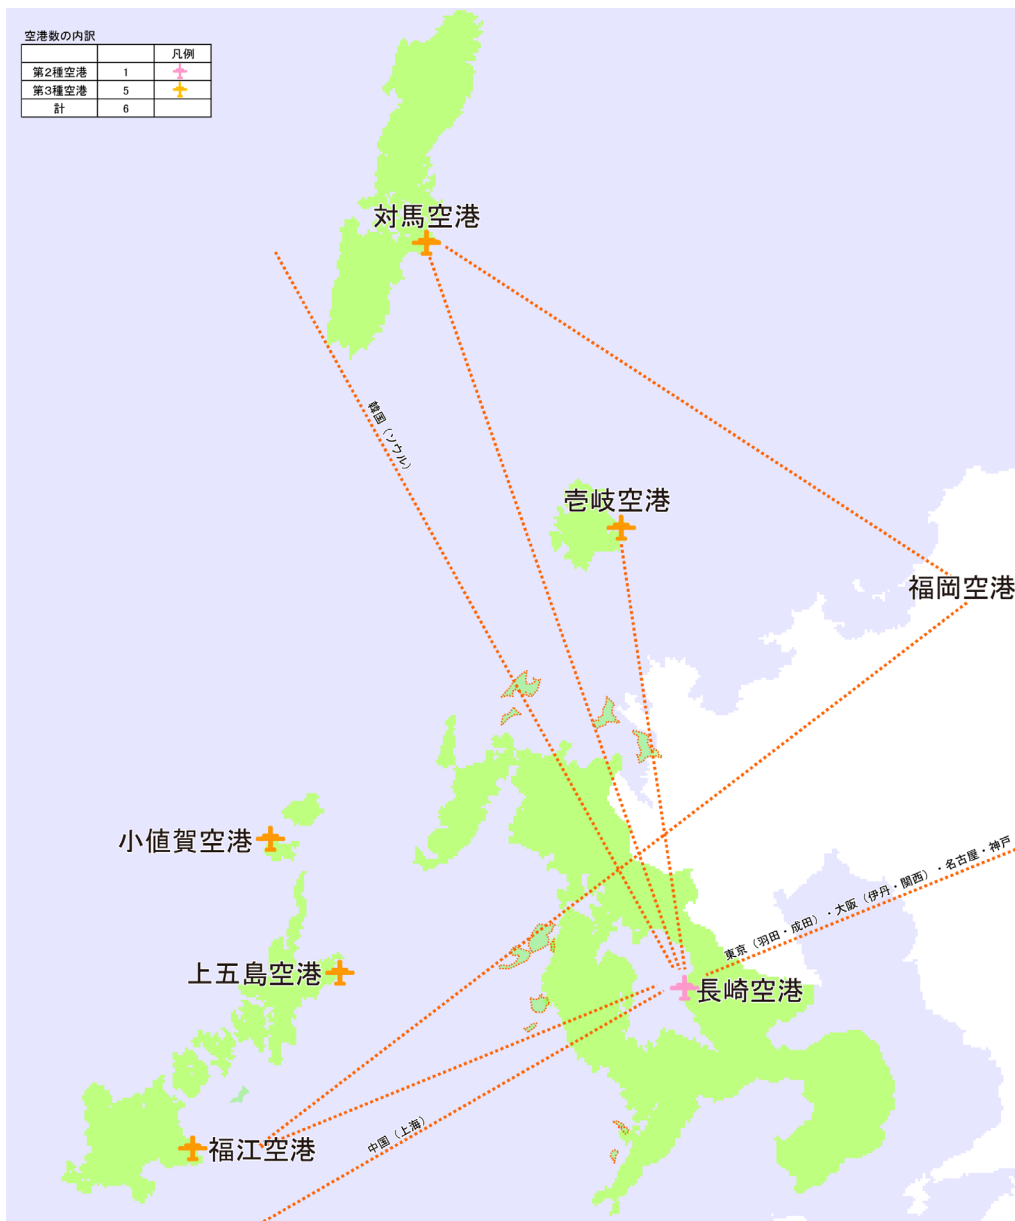 空港数の内訳
凡例
第2種空港 1
第3種空港 5
計 6
対馬空港
韓国（ソウル）
壱岐空港
福岡空港
小値賀空港
東京（羽田・成田）・大阪（伊丹・関西）・名古屋・神戸
上五島空港
長崎空港
中国（上海）
福江空港